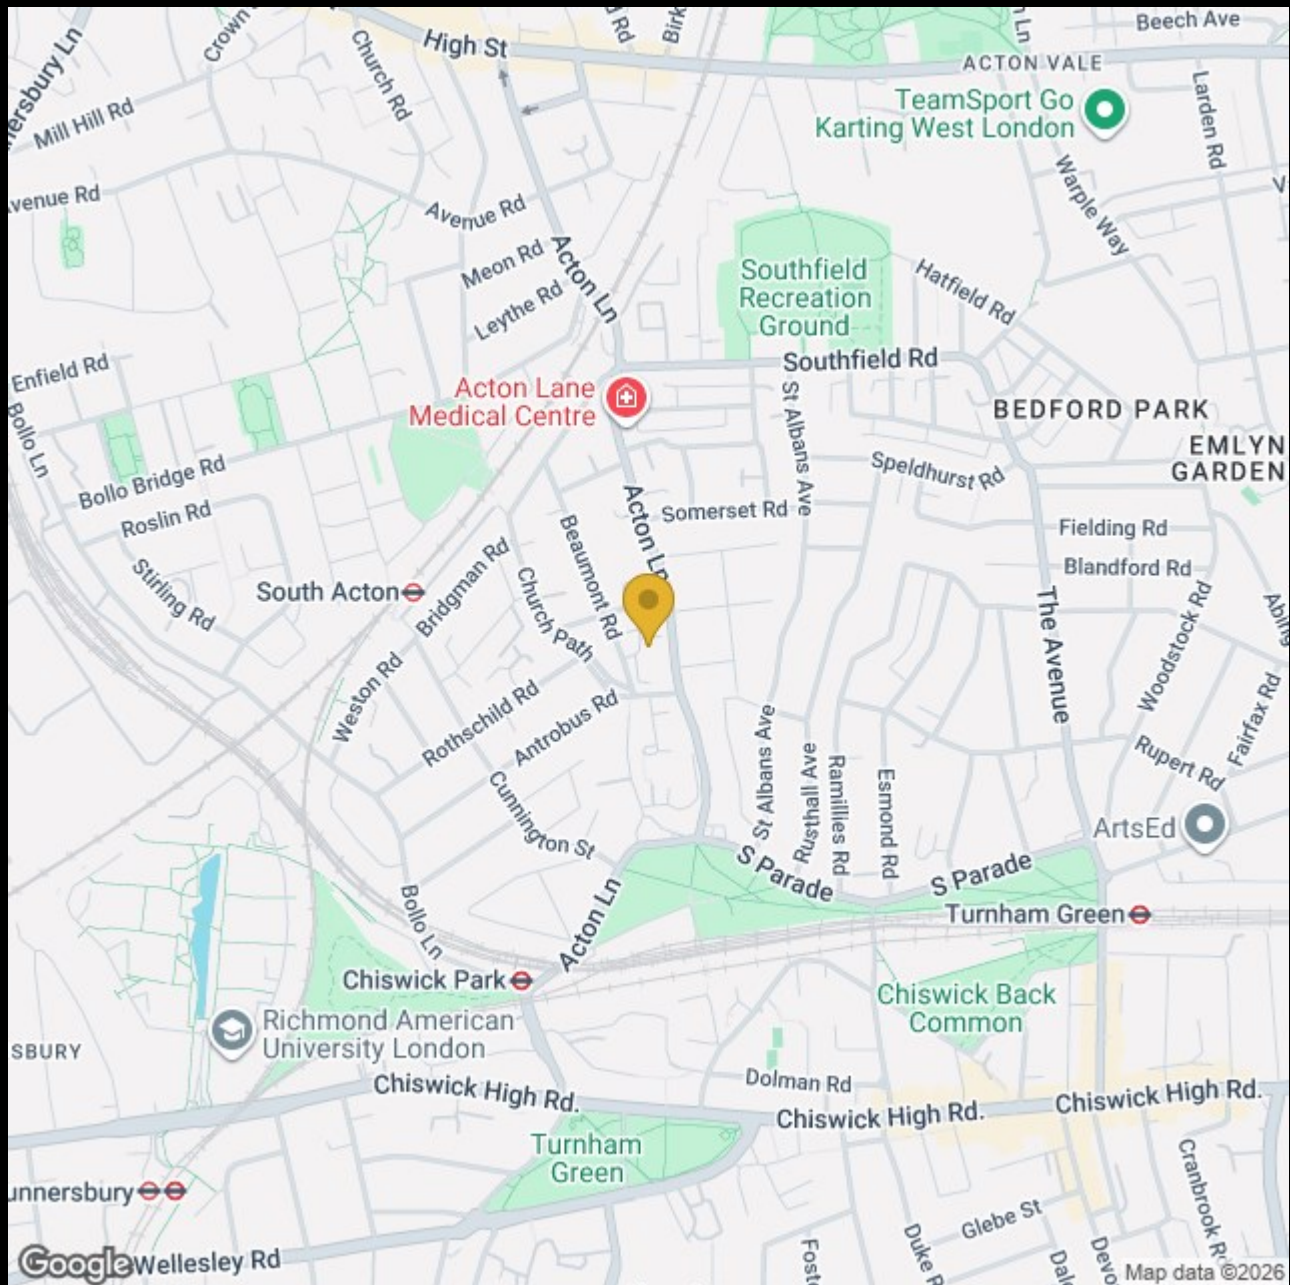 High St
Beech Ave
ACTON VALE
Church Rd
Mill Hill Rd
TeamSport Go
Karting West London
Larden Rd
Warple Way
Avenue Rd
Meon Rd
Acton Ln
Leythe Rd
Southfield
Recreation
Ground
Hatfield Rd
Southfield Rd
Enfield Rd
Acton Lane
Medical Centre
St Albans Ave
BEDFORD PARK
EMLYN
GARDEN
Bollo Ln
Bollo Bridge Rd
Roslin Rd
Speldhurst Rd
Somerset Rd
Acton Ln
Fielding Rd
Blandford Rd
Beaumont Rd
Bridgman Rd
Church Path
South Acton
Stirling Rd
The Avenue
Woodstock Rd
Weston Rd
Rothschild Rd
Antrobus Rd
Fairfax Rd
Rupert Rd
St Albans Ave
Rusthall Ave
Ramillies Rd
Esmond Rd
Cunnington St
ArtsEd
S Parade
S Parade
Bollo Ln
Acton Ln
Turnham Green
Chiswick Park
Chiswick Back
Common
Richmond American
University London
SBURY
Dolman Rd
Chiswick High Rd.
Chiswick High Rd.
Chiswick High Rd.
Turnham
Green
unnersbury
Cranbrook Rd
Glebe St
Duke R
Devo
Fost
Google
Wellesley Rd
Map data ©2026